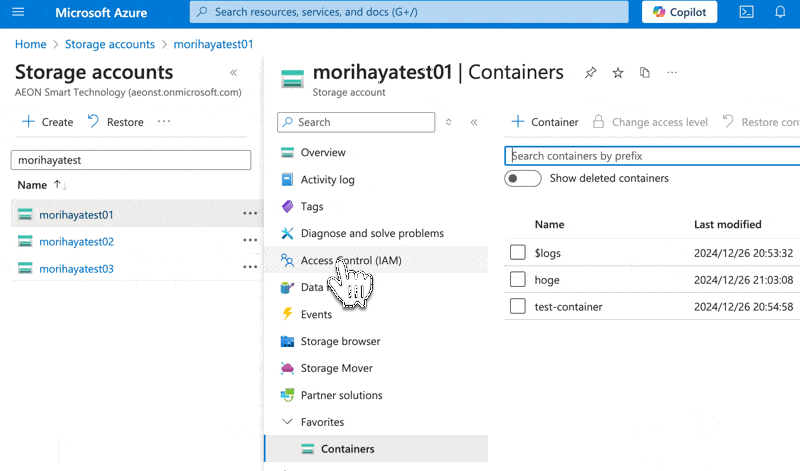 Microsoft Azure
Search resources, services, and docs (G+/)
Copilot
Home > Storage accounts > morihayatest01
Storage accounts
AEON Smart Technology (aeonst.onmicrosoft.com)
+ Create
Restore
...
morihayatest
Name ↑↓
morihayatest01
morihayatest02
morihayatest03
morihayatest01 | Containers
Storage account
Search
Overview
Activity log
Tags
Diagnose and solve problems
Access Control (IAM)
Data
Events
Storage browser
Storage Mover
Partner solutions
Favorites
Containers
+ Container
Change access level
Restore cont
Search containers by prefix
Show deleted containers
Name Last modified
$logs 2024/12/26 20:53:32
hoge 2024/12/26 21:03:08
test-container 2024/12/26 20:54:58